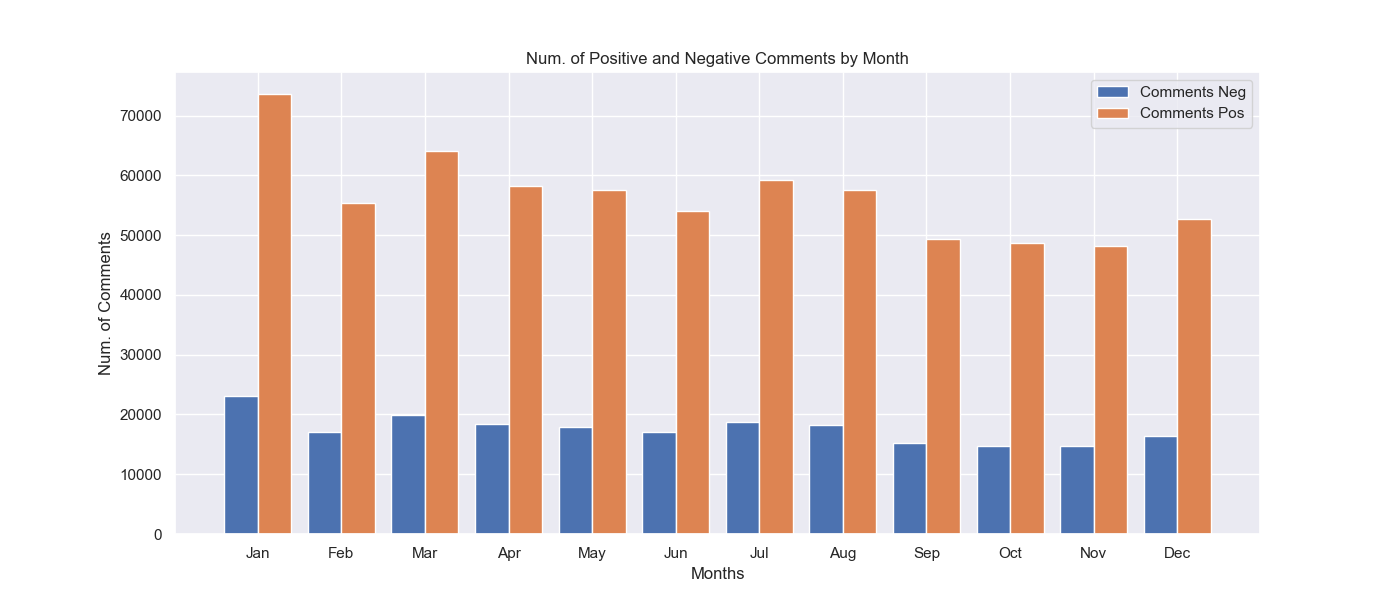 Num. of Positive and Negative Comments by Month
Comments Neg
Comments Pos
Num. of Comments
70000
60000
50000
40000
30000
20000
10000
0
Jan Feb Mar Apr May Jun Jul Aug Sep Oct Nov Dec
Months